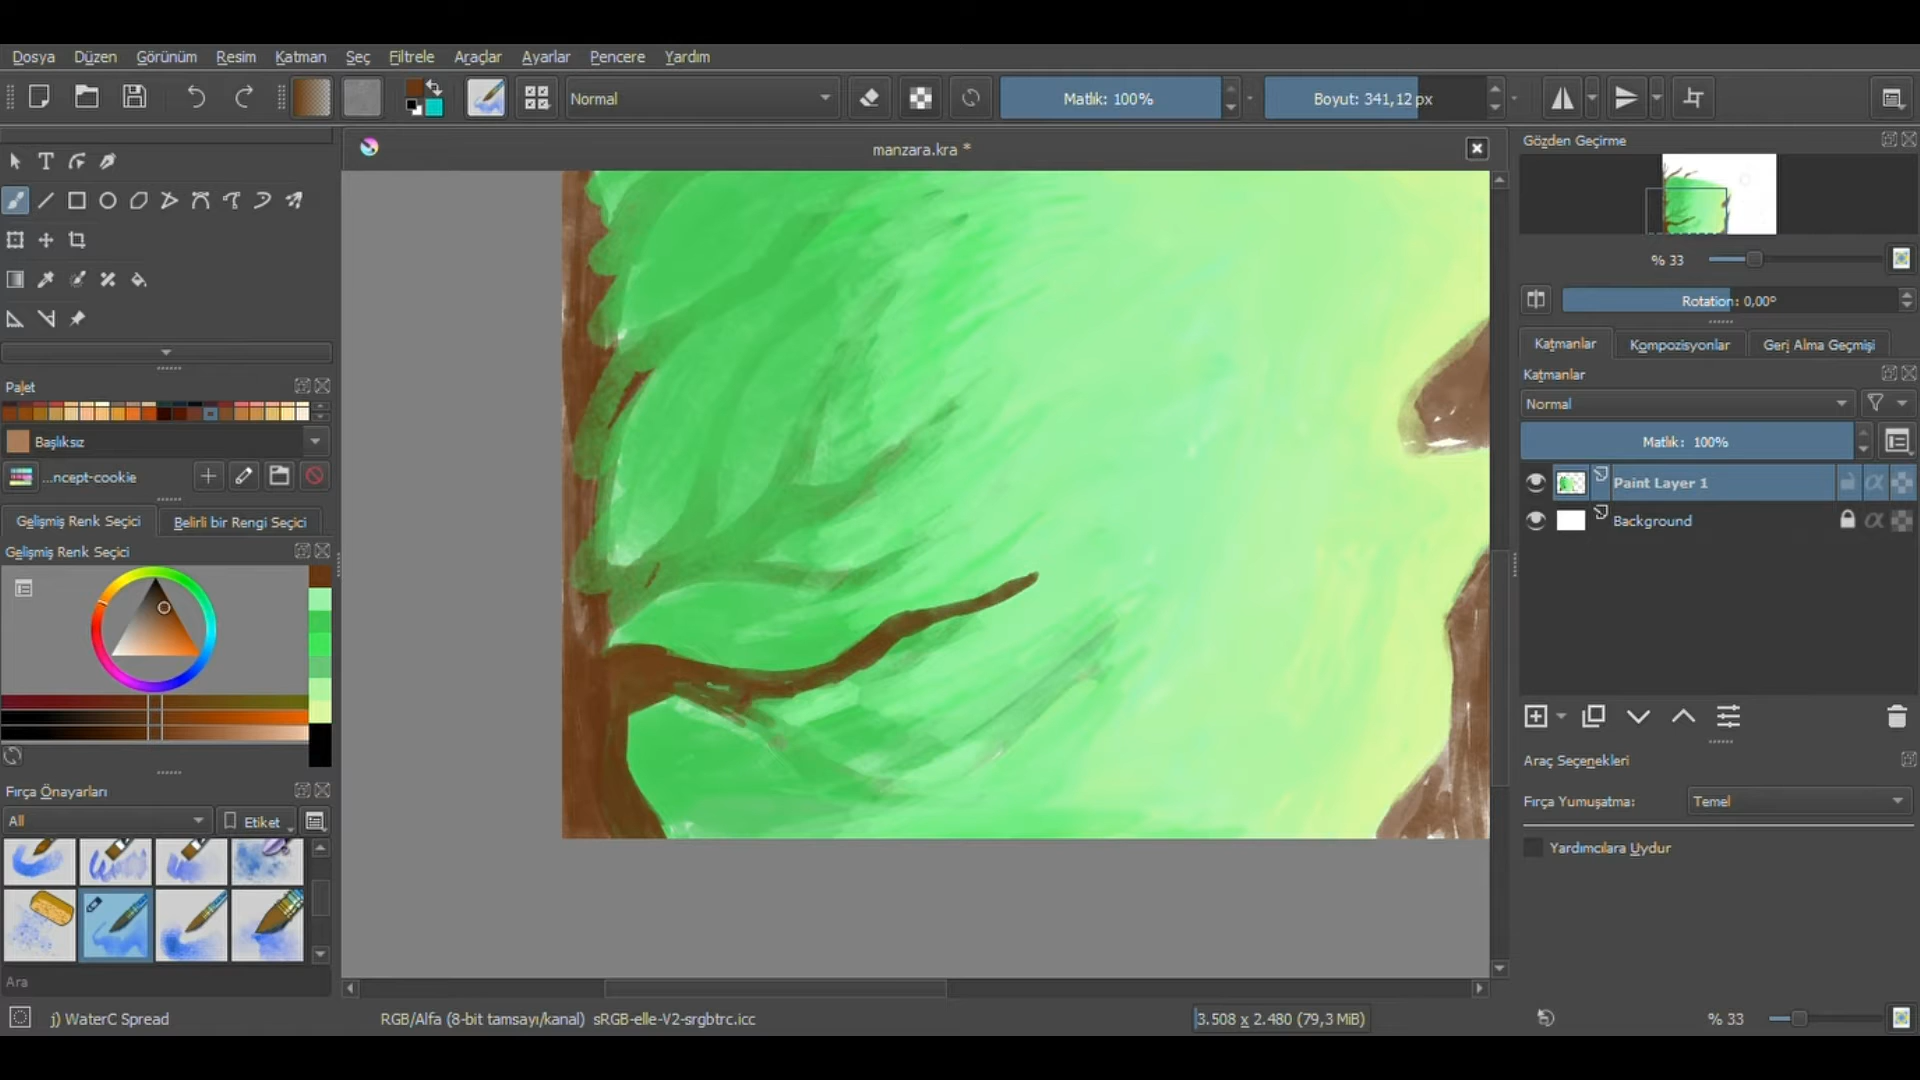 Dosya Düzen Görünüm Resim Katman Seç Filtrele Araçlar Ayarlar Pencere Yardım
Normal Matlık: 100% Boyut: 341,12 px
manzara.kra *
Gözden Geçirme
% 33
Rotation: 0,00°
Katmanlar Kompozisyonlar Geri Alma Geçmişi
Katmanlar
Normal
Matlık: 100%
Paint Layer 1
Background
Araç Seçenekleri
Fırça Yumuşatma: Temel
Yardımcılara Uydur
T
Palet
Başlıksız
...ncept-cookie
Gelişmiş Renk Seçici Belirli bir Rengi Seçici
Gelişmiş Renk Seçici
Fırça Önayarları
All Etiket
Ara
j) WaterC Spread RGB/Alfa (8-bit tamsayı/kanal) sRGB-elle-V2-srgbtrc.icc 3.508 x 2.480 (79,3 MiB) % 33